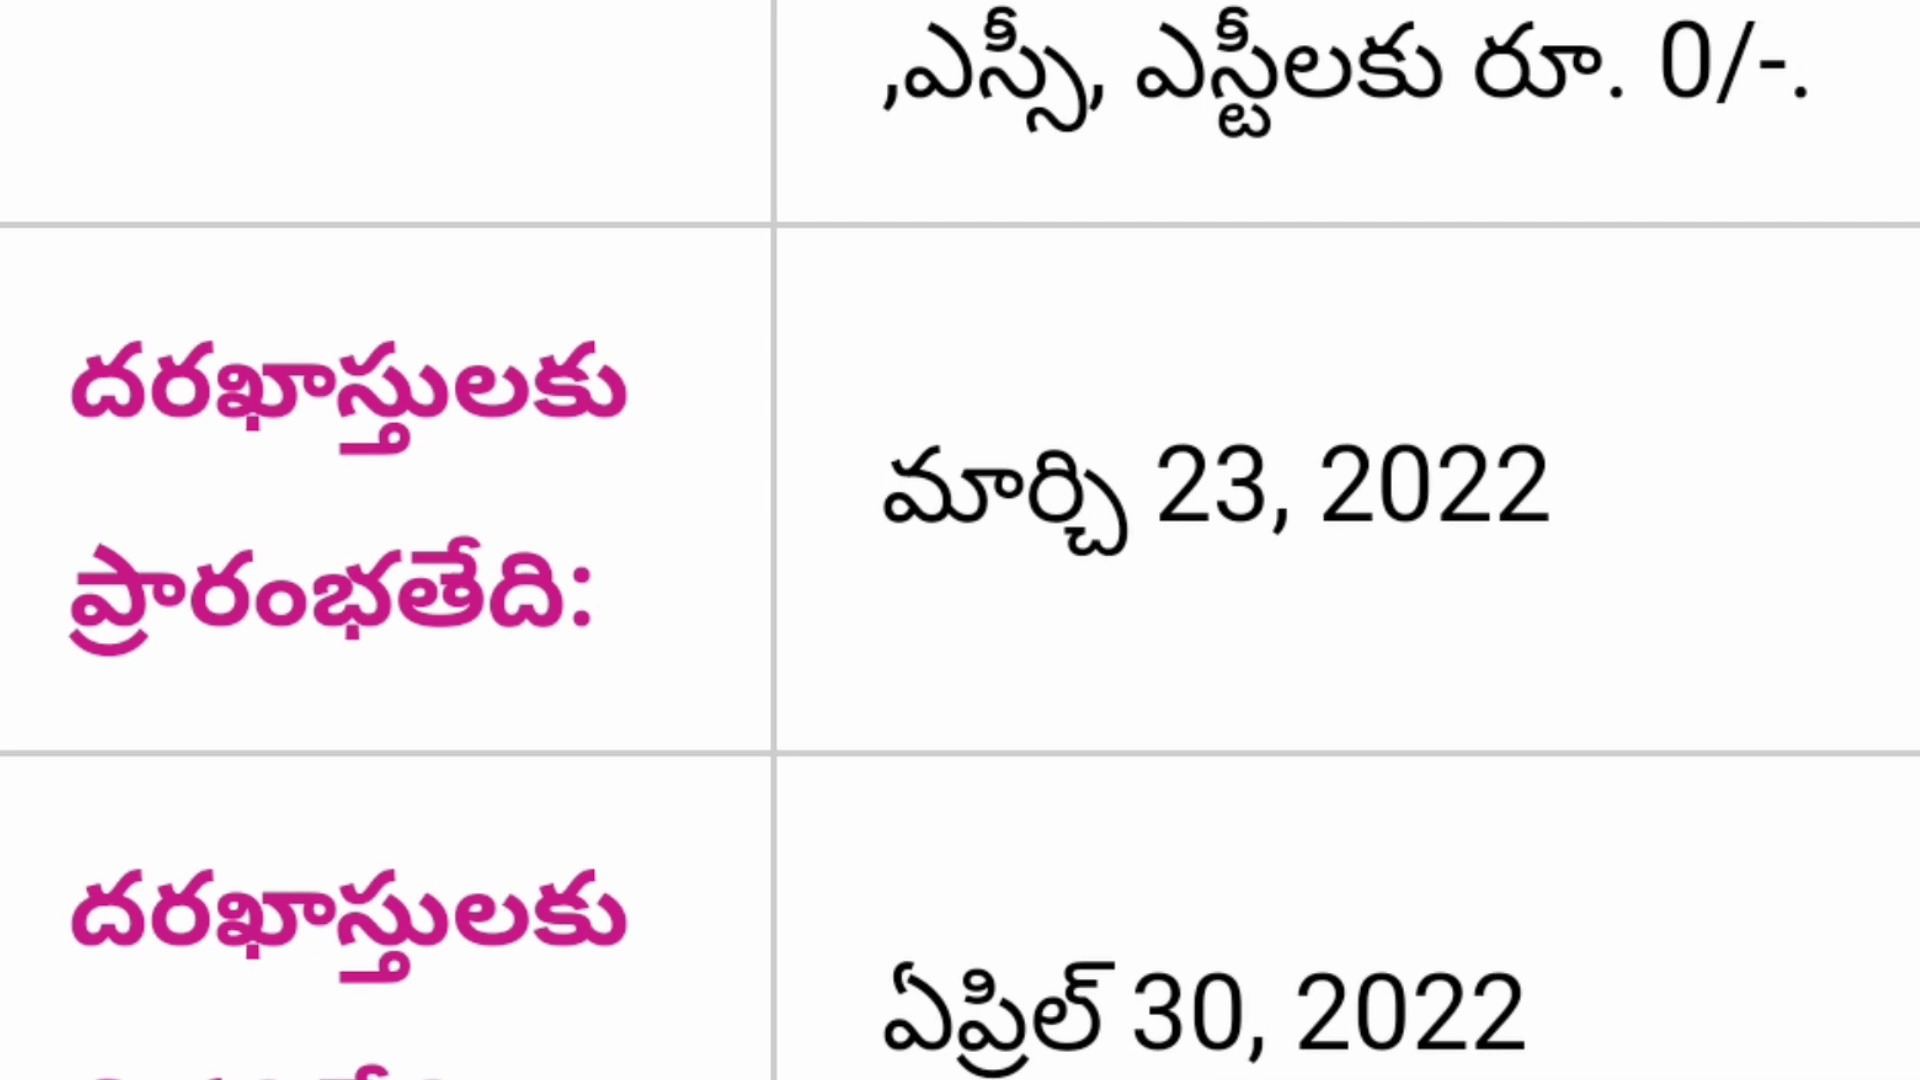 ,ఎస్సీ, ఎస్టీలకు రూ. 0/-.
దరఖాస్తులకు
ప్రారంభతేది:
మార్చి 23, 2022
దరఖాస్తులకు
ఏప్రిల్ 30, 2022